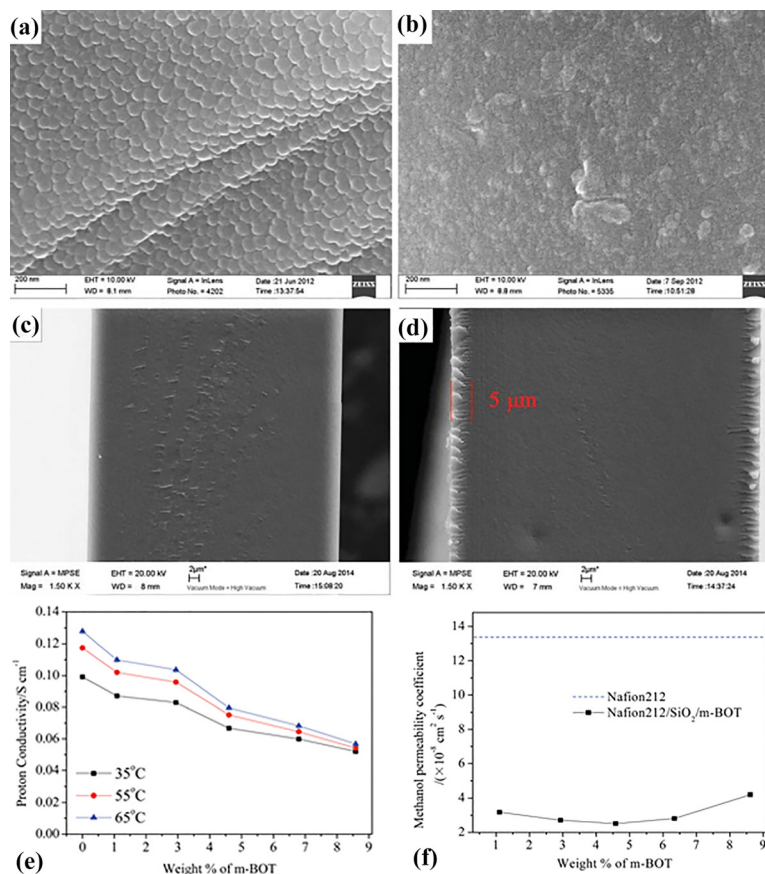 (a)
200 nm
EHT = 10.00 kV
WD = 8.1 mm
Signal A = InLens
Photo No. = 4202
Date :21 Jun 2012
Time :13:37:54
ZEISS
(b)
200 nm
EHT = 10.00 kV
WD = 8.8 mm
Signal A = InLens
Photo No. = 5335
Date :7 Sep 2012
Time :10:51:28
ZEISS
(c)
Signal A = MPSE
Mag = 1.50 K X
EHT = 20.00 kV
WD = 8 mm
2µm*
Vacuum Mode = High Vacuum
Date :20 Aug 2014
Time :15:08:20
(d)
5 µm
Signal A = MPSE
Mag = 1.50 K X
EHT = 20.00 kV
WD = 7 mm
2µm*
Vacuum Mode = High Vacuum
Date :20 Aug 2014
Time :14:37:24
Proton Conductivity/S cm⁻¹
0.14
0.12
0.10
0.08
0.06
0.04
0.02
0.00
35°C
55°C
65°C
0 1 2 3 4 5 6 7 8 9
Weight % of m-BOT
(e)
Methanol permeability coefficient
/(×10⁻⁸ cm² s⁻¹)
14
12
10
8
6
4
2
Nafion212
Nafion212/SiO₂/m-BOT
1 2 3 4 5 6 7 8 9
Weight % of m-BOT
(f)